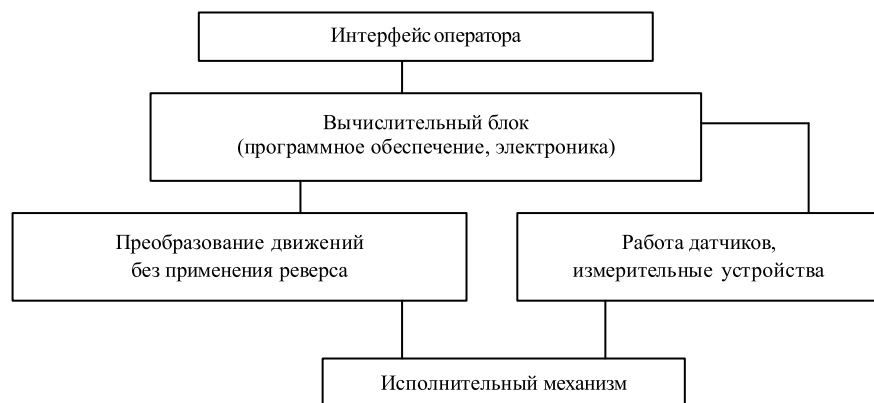 Интерфейс оператора
Вычислительный блок
(программное обеспечение, электроника)
Преобразование движений
без применения реверса
Работа датчиков,
измерительные устройства
Исполнительный механизм